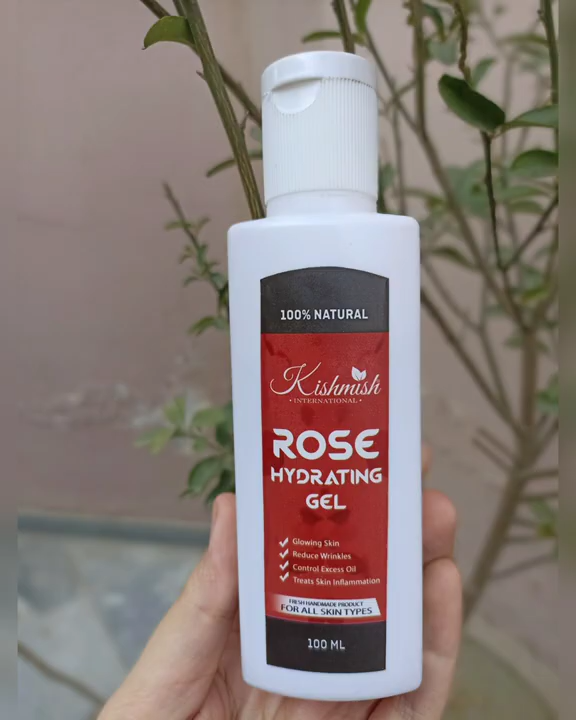 100% NATURAL
Kishmish
• INTERNATIONAL •
ROSE
HYDRATING
GEL
Glowing Skin
Reduce Wrinkles
Control Excess Oil
Treats Skin Inflammation
FRESH HANDMADE PRODUCT
FOR ALL SKIN TYPES
100 ML